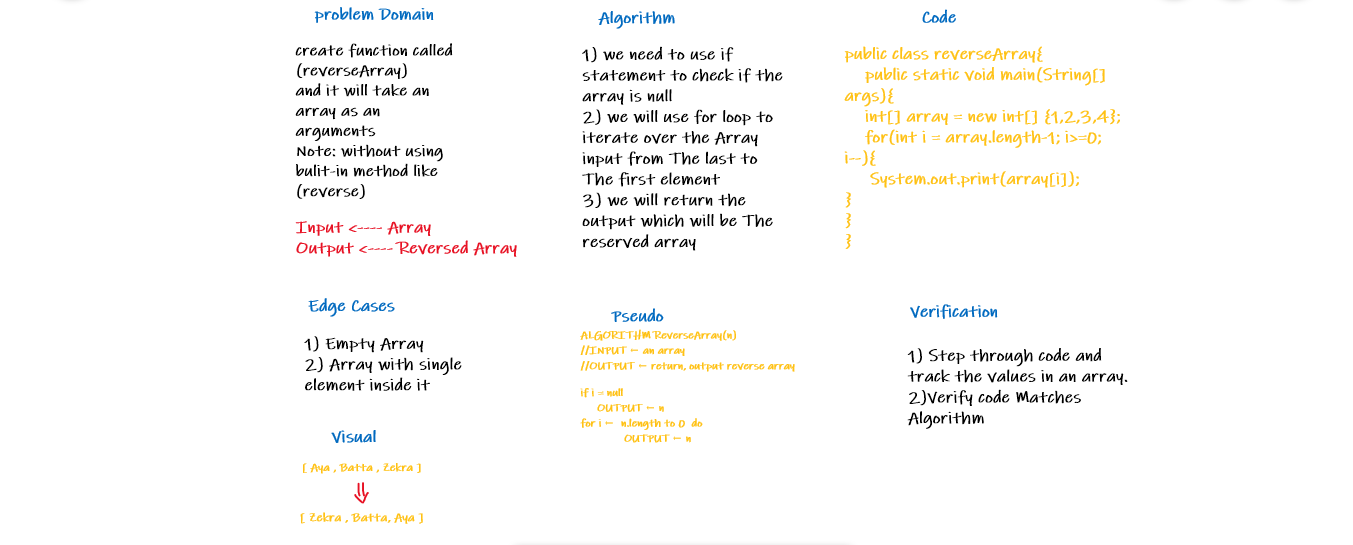 problem Domain
create function called
(reverseArray)
and it will take an
array as an
arguments
Note: without using
bulit-in method like
(reverse)
Input <---- Array
Output <---- Reversed Array
Edge Cases
1) Empty Array
2) Array with single
element inside it
Visual
[ Aya , Batta , Zekra ]
[ Zekra , Batta, Aya ]
Algorithm
1) we need to use if
statement to check if the
array is null
2) we will use for loop to
iterate over the Array
input from The last to
The first element
3) we will return the
output which will be The
reserved array
Pseudo
ALGORITHM ReverseArray(n)
//INPUT ← an array
//OUTPUT ← return, output reverse array
if i = null
OUTPUT ← n
for i ← n.length to 0 do
OUTPUT ← n
Code
public class reverseArray{
public static void main(String[]
args){
int[] array = new int[] {1,2,3,4};
for(int i = array.length-1; i>=0;
i--){
System.out.print(array[i]);
}
}
}
Verification
1) Step through code and
track the values in an array.
2)Verify code Matches
Algorithm